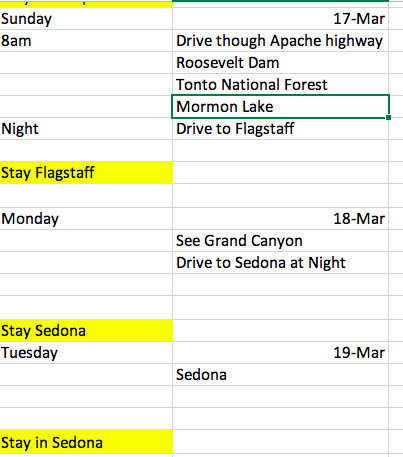 Sunday 17-Mar
8am Drive though Apache highway
Roosevelt Dam
Tonto National Forest
Mormon Lake
Night Drive to Flagstaff
Stay Flagstaff
Monday 18-Mar
See Grand Canyon
Drive to Sedona at Night
Stay Sedona
Tuesday 19-Mar
Sedona
Stay in Sedona